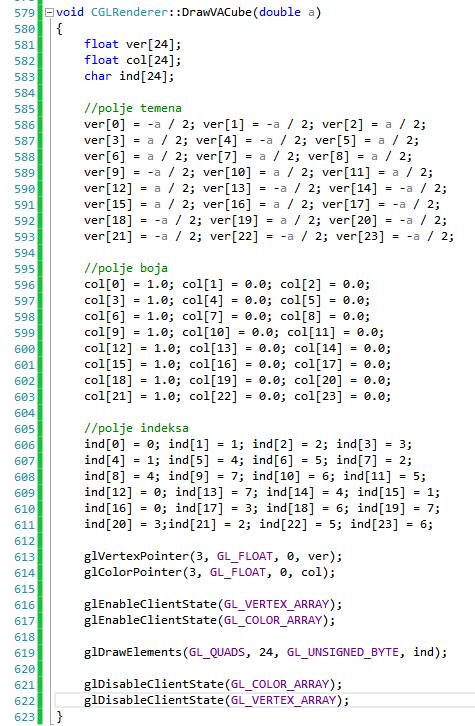 579 void CGLRenderer::DrawVACube(double a)
580 {
581 float ver[24];
582 float col[24];
583 char ind[24];
584
585 //polje temena
586 ver[0] = -a / 2; ver[1] = -a / 2; ver[2] = a / 2;
587 ver[3] = a / 2; ver[4] = -a / 2; ver[5] = a / 2;
588 ver[6] = a / 2; ver[7] = a / 2; ver[8] = a / 2;
589 ver[9] = -a / 2; ver[10] = a / 2; ver[11] = a / 2;
590 ver[12] = a / 2; ver[13] = -a / 2; ver[14] = -a / 2;
591 ver[15] = a / 2; ver[16] = a / 2; ver[17] = -a / 2;
592 ver[18] = -a / 2; ver[19] = a / 2; ver[20] = -a / 2;
593 ver[21] = -a / 2; ver[22] = -a / 2; ver[23] = -a / 2;
594
595 //polje boja
596 col[0] = 1.0; col[1] = 0.0; col[2] = 0.0;
597 col[3] = 1.0; col[4] = 0.0; col[5] = 0.0;
598 col[6] = 1.0; col[7] = 0.0; col[8] = 0.0;
599 col[9] = 1.0; col[10] = 0.0; col[11] = 0.0;
600 col[12] = 1.0; col[13] = 0.0; col[14] = 0.0;
601 col[15] = 1.0; col[16] = 0.0; col[17] = 0.0;
602 col[18] = 1.0; col[19] = 0.0; col[20] = 0.0;
603 col[21] = 1.0; col[22] = 0.0; col[23] = 0.0;
604
605 //polje indeksa
606 ind[0] = 0; ind[1] = 1; ind[2] = 2; ind[3] = 3;
607 ind[4] = 1; ind[5] = 4; ind[6] = 5; ind[7] = 2;
608 ind[8] = 4; ind[9] = 7; ind[10] = 6; ind[11] = 5;
609 ind[12] = 0; ind[13] = 7; ind[14] = 4; ind[15] = 1;
610 ind[16] = 0; ind[17] = 3; ind[18] = 6; ind[19] = 7;
611 ind[20] = 3;ind[21] = 2; ind[22] = 5; ind[23] = 6;
612
613 glVertexPointer(3, GL_FLOAT, 0, ver);
614 glColorPointer(3, GL_FLOAT, 0, col);
615
616 glEnableClientState(GL_VERTEX_ARRAY);
617 glEnableClientState(GL_COLOR_ARRAY);
618
619 glDrawElements(GL_QUADS, 24, GL_UNSIGNED_BYTE, ind);
620
621 glDisableClientState(GL_COLOR_ARRAY);
622 glDisableClientState(GL_VERTEX_ARRAY);
623 }